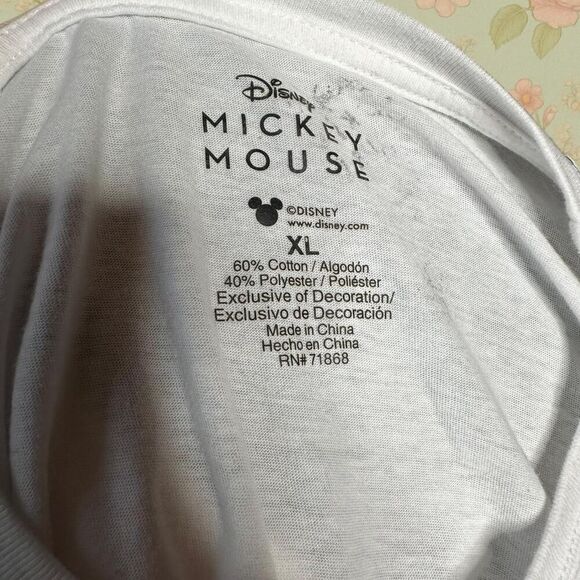 Disney
MICKEY
MOUSE
©DISNEY
www.disney.com
XL
60% Cotton / Algodón
40% Polyester / Poliéster
Exclusive of Decoration/
Exclusivo de Decoración
Made in China
Hecho en China
RN# 71868